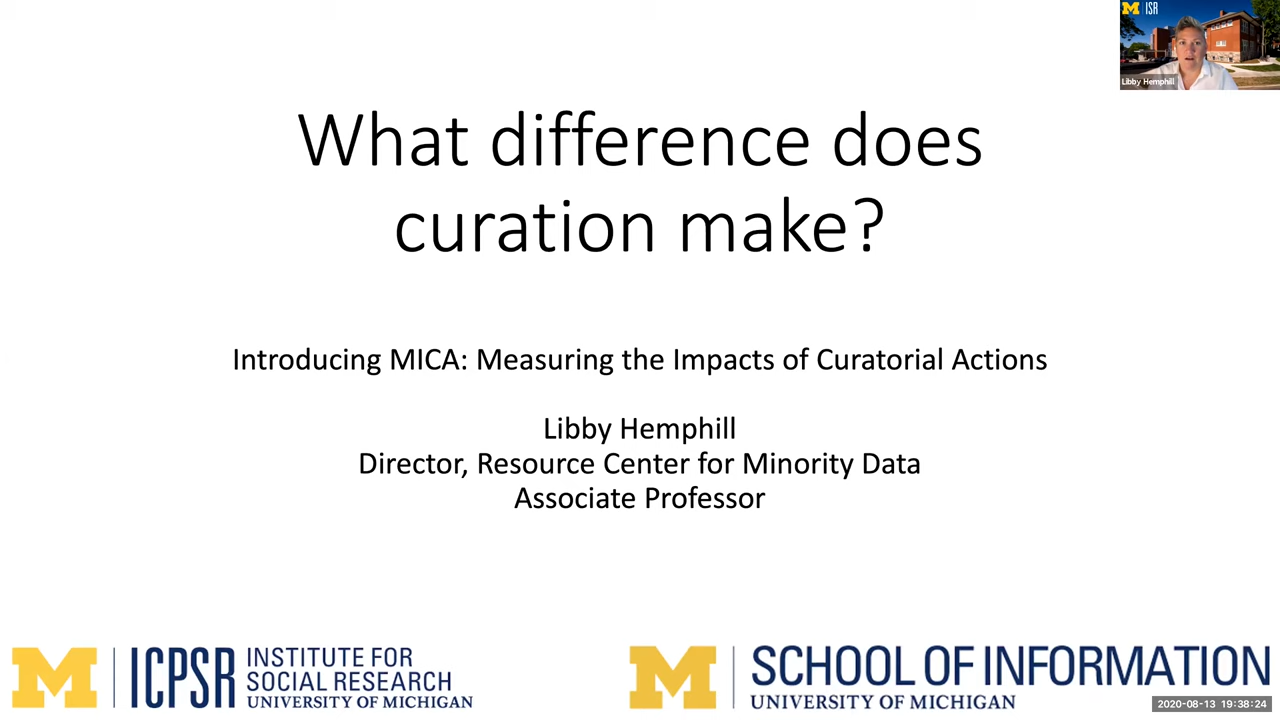 M ISR
Libby Hemphill
What difference does
curation make?
Introducing MICA: Measuring the Impacts of Curatorial Actions
Libby Hemphill
Director, Resource Center for Minority Data
Associate Professor
M ICPSR INSTITUTE FOR
SOCIAL RESEARCH
UNIVERSITY OF MICHIGAN
M SCHOOL OF INFORMATION
UNIVERSITY OF MICHIGAN
2020-08-13 19:38:24